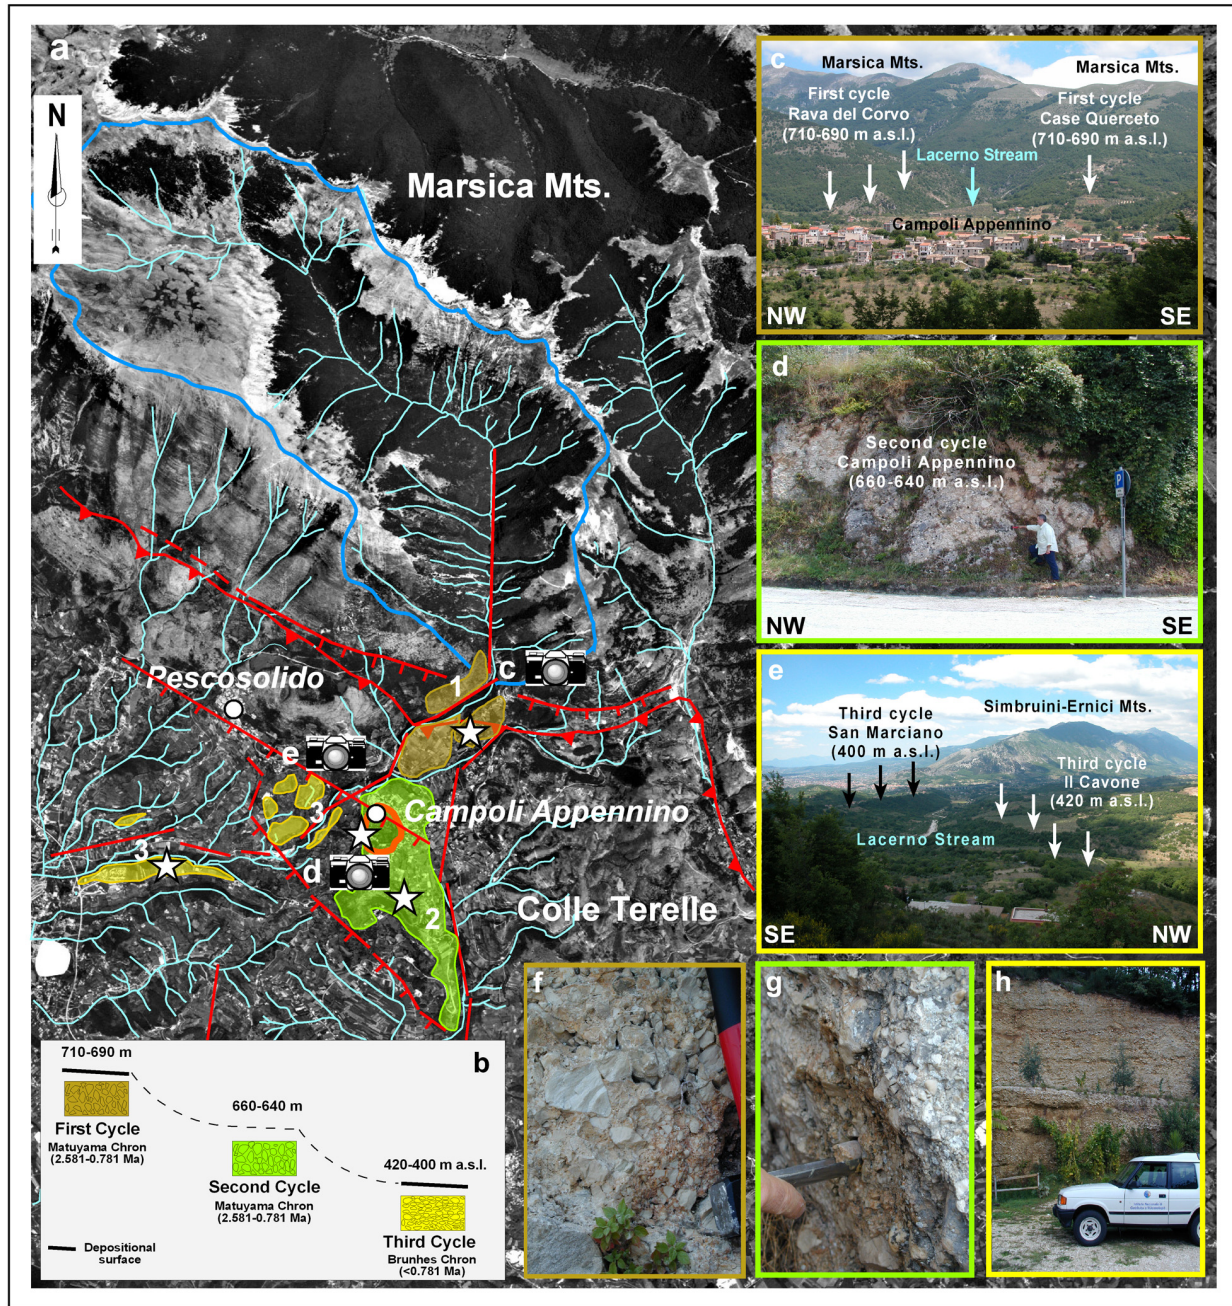 a
N
Marsica Mts.
Pescosolido
1
c
e
3
Campoli Appennino
3
d
2
Colle Terelle
b
710-690 m
First Cycle
Matuyama Chron
(2.581-0.781 Ma)
660-640 m
Second Cycle
Matuyama Chron
(2.581-0.781 Ma)
420-400 m a.s.l.
Third Cycle
Brunhes Chron
(<0.781 Ma)
Depositional
surface
c
Marsica Mts.
Marsica Mts.
First cycle
Rava del Corvo
(710-690 m a.s.l.)
First cycle
Case Querceto
(710-690 m a.s.l.)
Lacerno Stream
Campoli Appennino
NW
SE
d
Second cycle
Campoli Appennino
(660-640 m a.s.l.)
P
NW
SE
e
Third cycle
San Marciano
(400 m a.s.l.)
Simbruini-Ernici Mts.
Third cycle
Il Cavone
(420 m a.s.l.)
Lacerno Stream
SE
NW
f
g
h